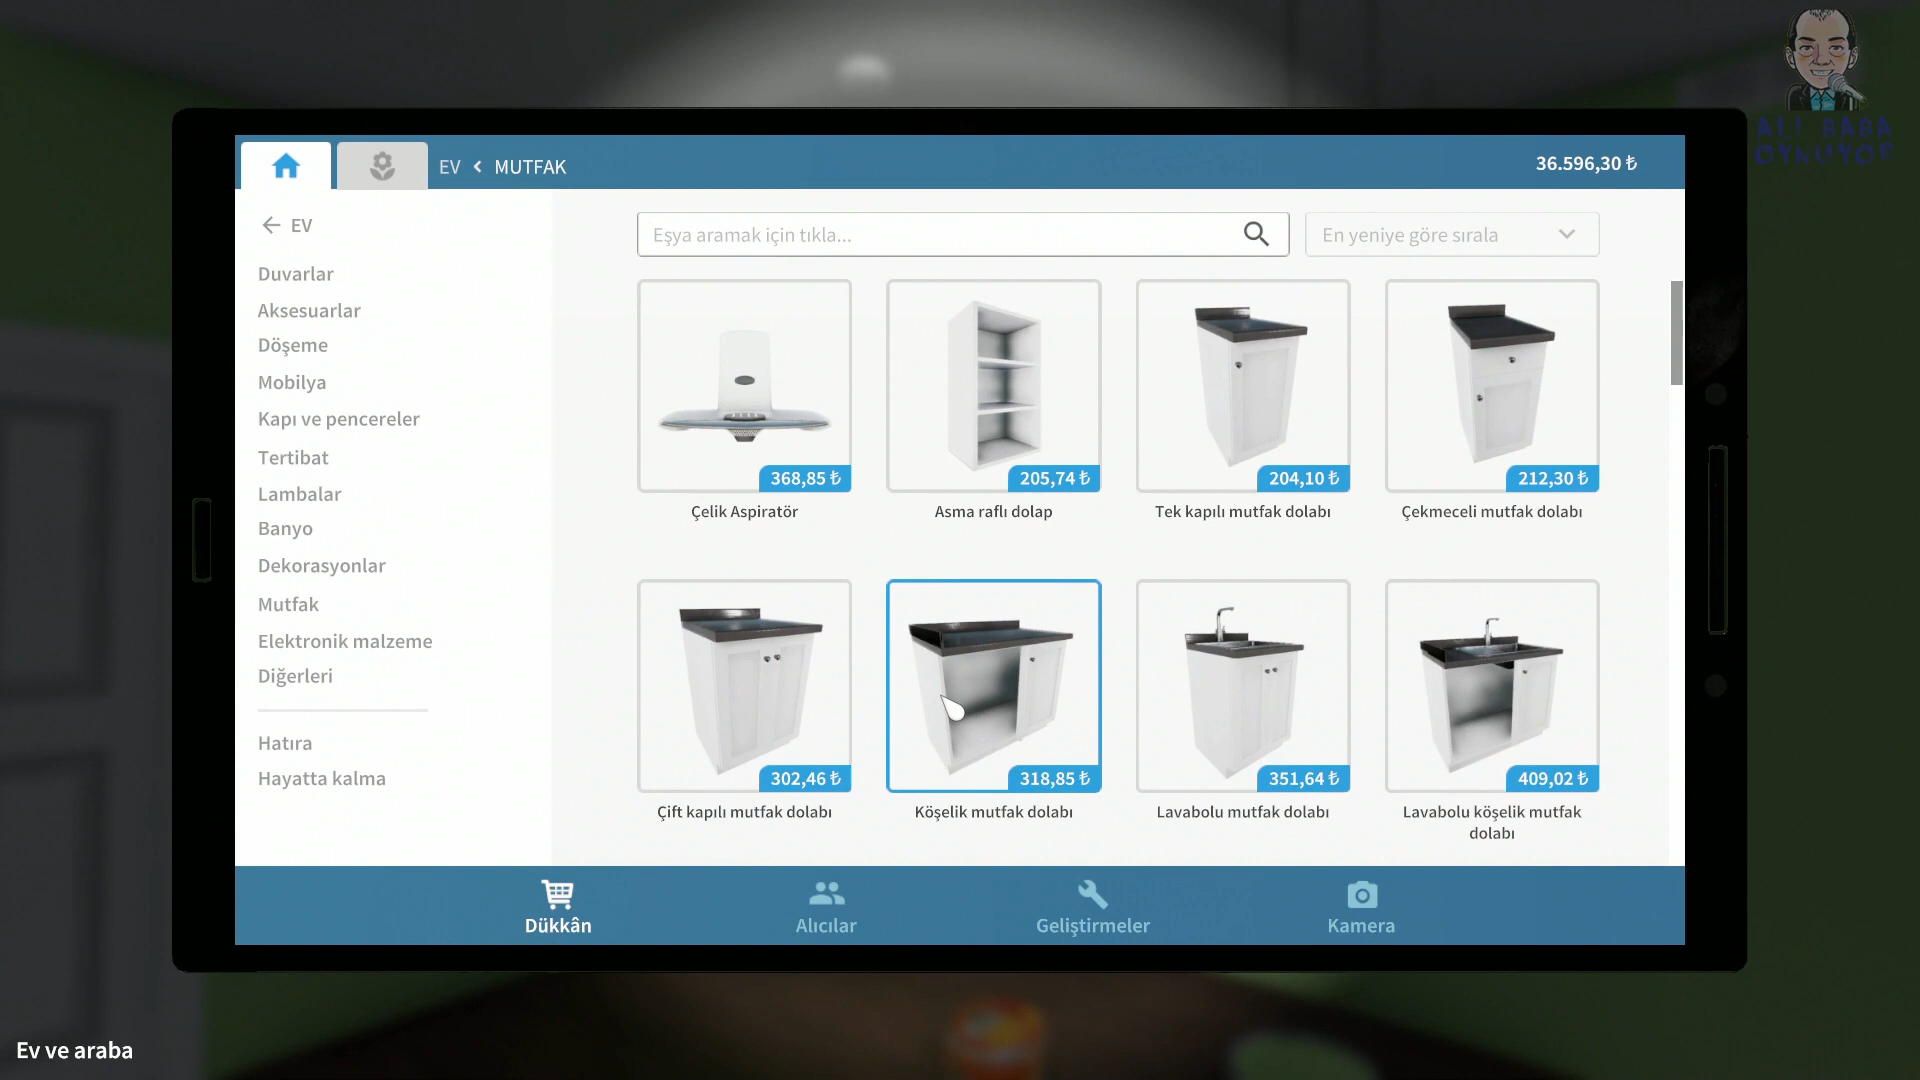 EV < MUTFAK
36.596,30 ₺
ALİ BABA
OYNUYOR
← EV
Duvarlar
Aksesuarlar
Döşeme
Mobilya
Kapı ve pencereler
Tertibat
Lambalar
Banyo
Dekorasyonlar
Mutfak
Elektronik malzeme
Diğerleri
Hatıra
Hayatta kalma
Eşya aramak için tıkla...
En yeniye göre sırala
368,85 ₺
205,74 ₺
204,10 ₺
212,30 ₺
Çelik Aspiratör
Asma raflı dolap
Tek kapılı mutfak dolabı
Çekmeceli mutfak dolabı
302,46 ₺
318,85 ₺
351,64 ₺
409,02 ₺
Çift kapılı mutfak dolabı
Köşelik mutfak dolabı
Lavabolu mutfak dolabı
Lavabolu köşelik mutfak
dolabı
Dükkân
Alıcılar
Geliştirmeler
Kamera
Ev ve araba